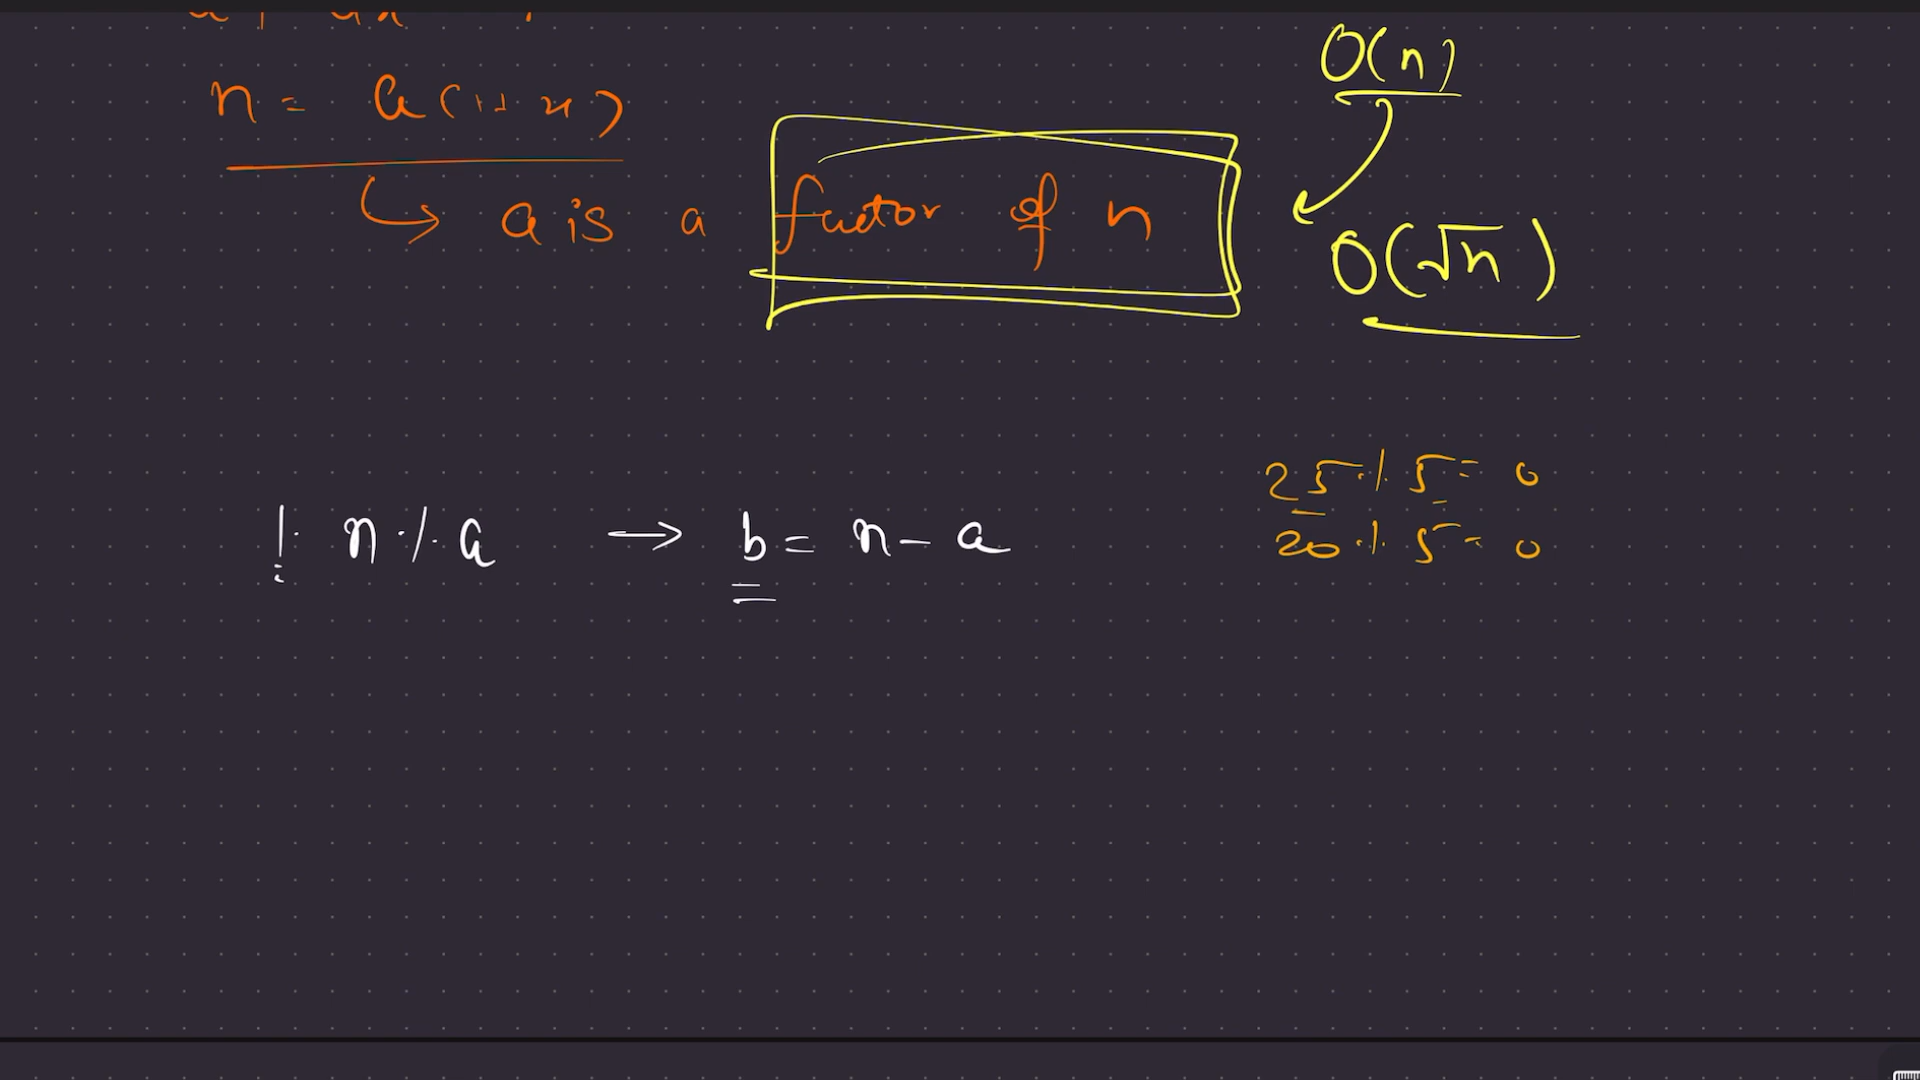 n = a(1+x)
↳ a is a factor of n
O(n)
O(√n)
! n % a → b = n - a
25 % 5 = 0
20 % 5 = 0